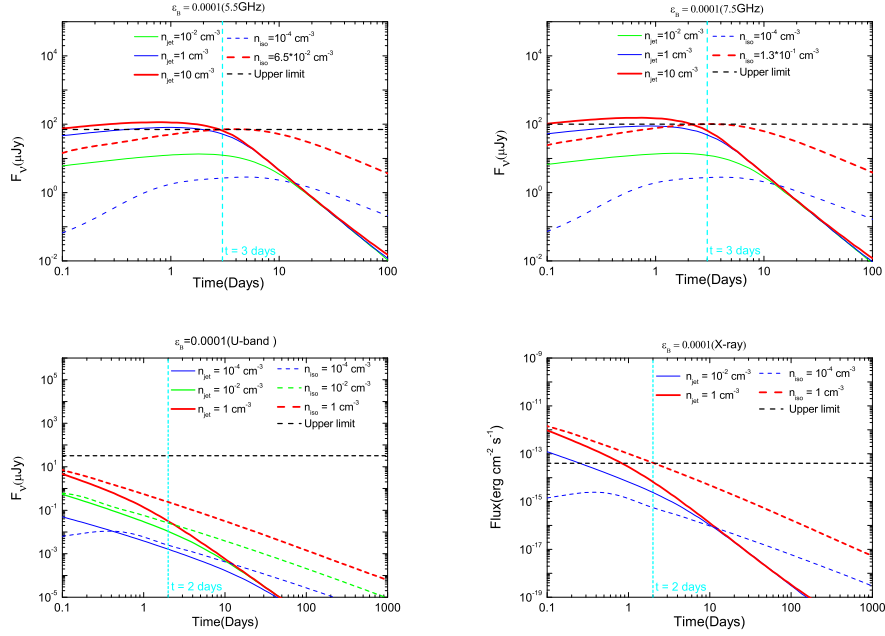 ε_B = 0.0001(5.5GHz)
n_jet=10^-2 cm^-3
n_jet=1 cm^-3
n_jet=10 cm^-3
n_iso=10^-4 cm^-3
n_iso=6.5*10^-2 cm^-3
Upper limit
F_ν(μJy)
10^2
10^0
10^-2
t = 3 days
0.1 1 10 100
Time(Days)
ε_B = 0.0001(7.5GHz)
n_jet=10^-2 cm^-3
n_jet=1 cm^-3
n_jet=10 cm^-3
n_iso=10^-4 cm^-3
n_iso=1.3*10^-1 cm^-3
Upper limit
F_ν(μJy)
10^4
10^2
10^0
10^-2
t = 3 days
0.1 1 10 100
Time(Days)
ε_B=0.0001(U-band )
n_jet = 10^-4 cm^-3
n_jet = 10^-2 cm^-3
n_jet = 1 cm^-3
n_iso = 10^-4 cm^-3
n_iso = 10^-2 cm^-3
n_iso = 1 cm^-3
Upper limit
F_ν(μJy)
10^5
10^3
10^1
10^-1
10^-3
10^-5
t = 2 days
0.1 1 10 100 1000
Time(Days)
ε_B = 0.0001(X-ray)
n_jet = 10^-2 cm^-3
n_jet = 1 cm^-3
n_iso = 10^-4 cm^-3
n_iso = 1 cm^-3
Upper limit
Flux(erg cm^-2 s^-1)
10^-9
10^-11
10^-13
10^-15
10^-17
10^-19
t = 2 days
0.1 1 10 100 1000
Time(Days)